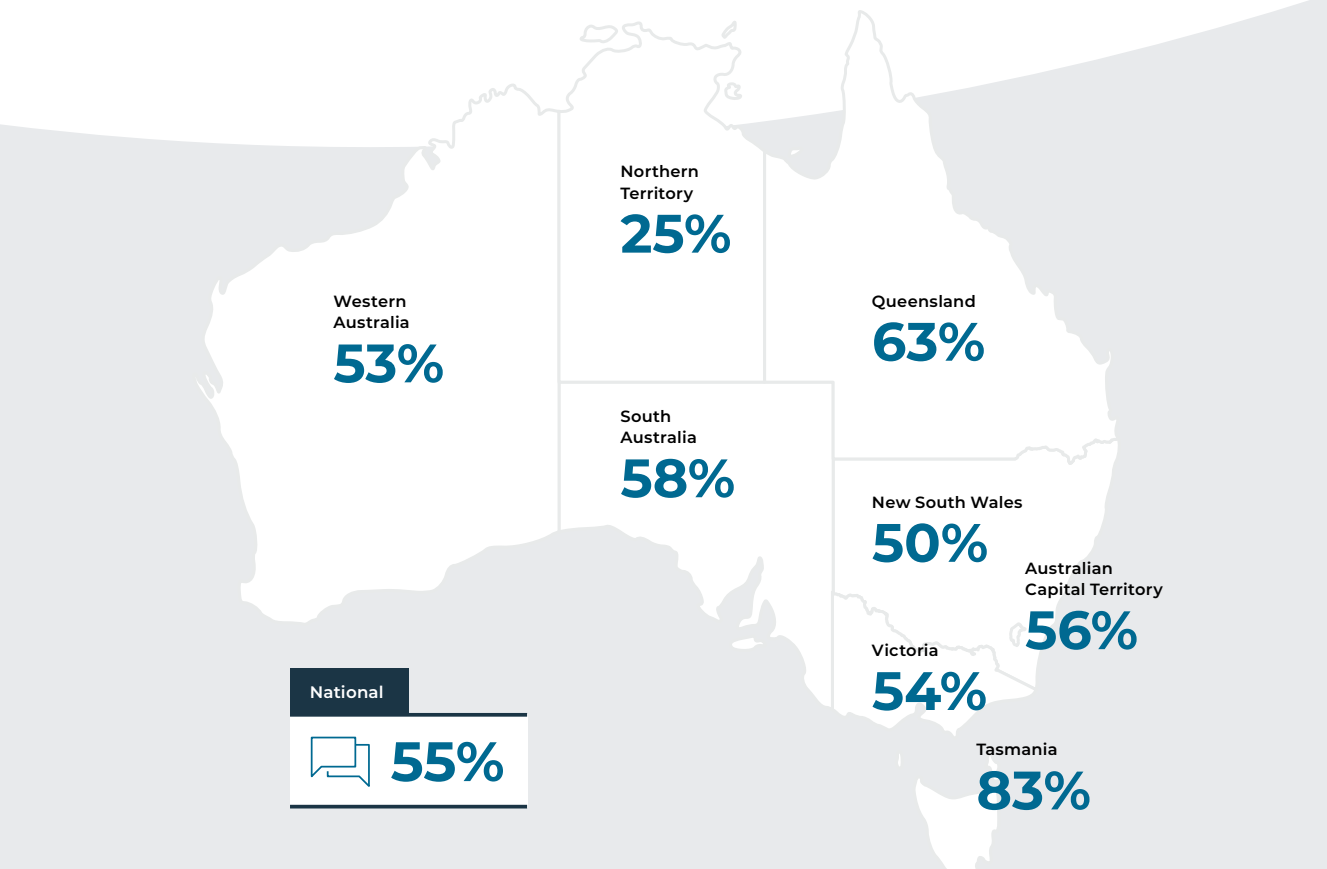 Northern
Territory
25%
Western
Australia
53%
Queensland
63%
South
Australia
58%
New South Wales
50%
Australian
Capital Territory
56%
Victoria
54%
National
55%
Tasmania
83%